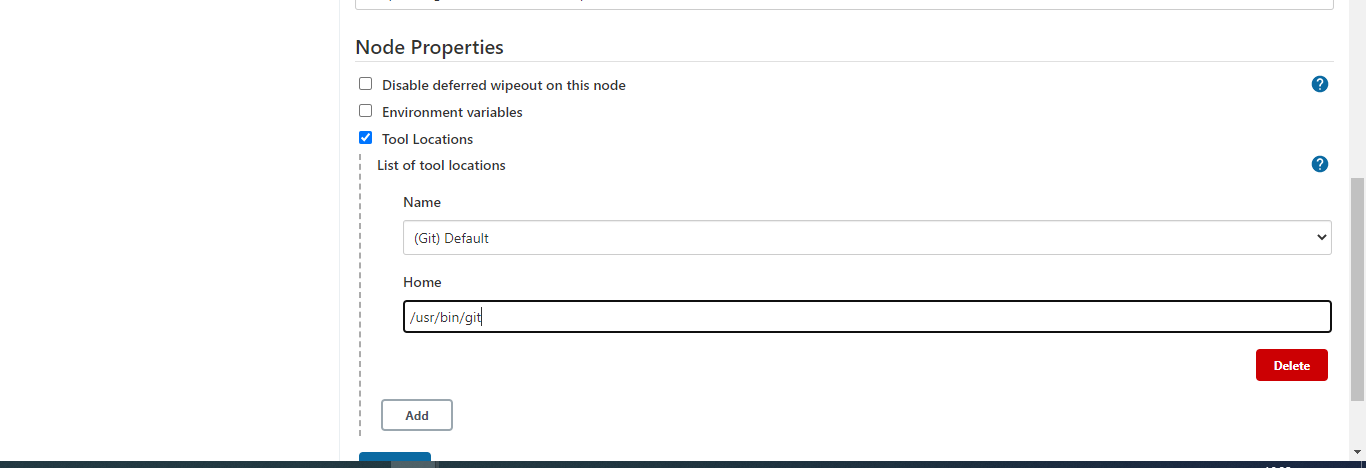 Node Properties
Disable deferred wipeout on this node
?
Environment variables
Tool Locations
List of tool locations
?
Name
(Git) Default
Home
/usr/bin/git
Delete
Add